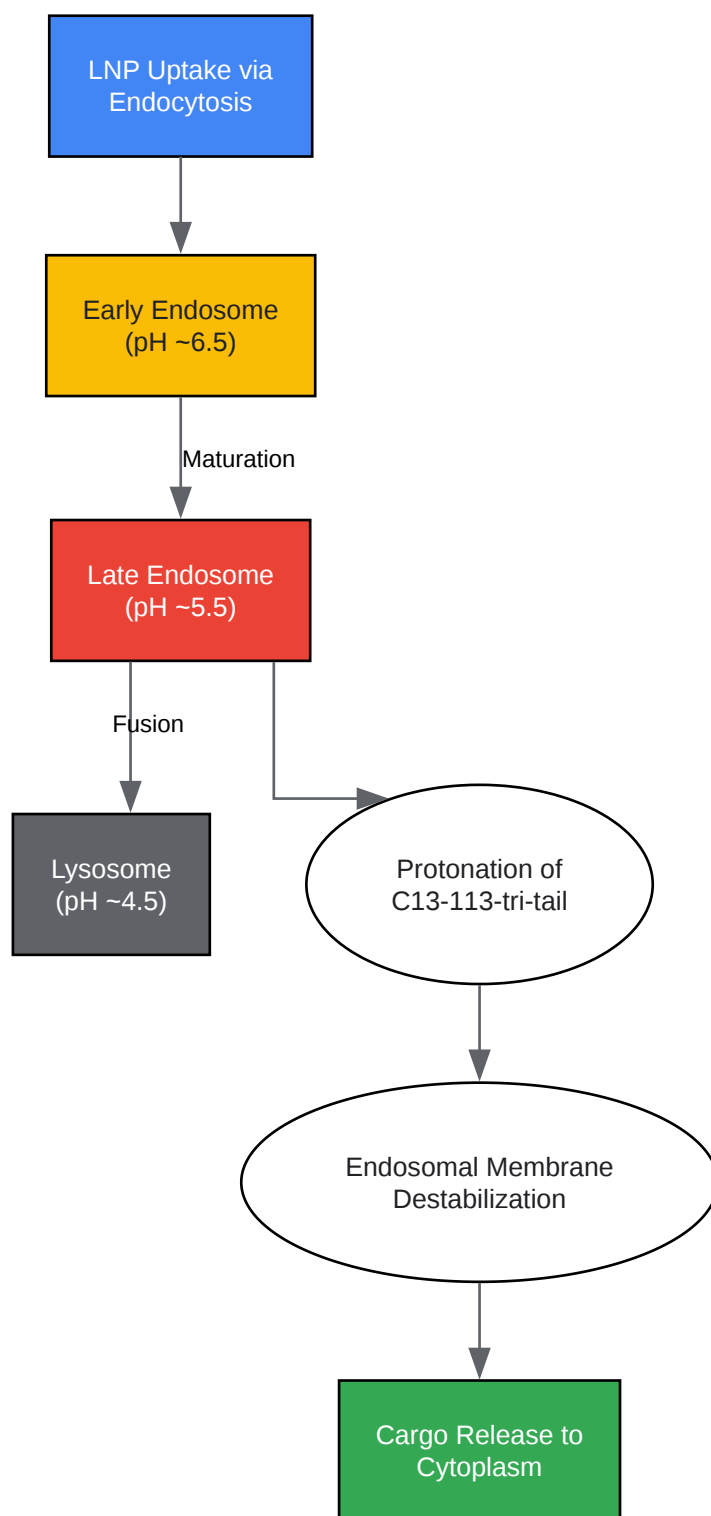 LNP Uptake via
Endocytosis
Early Endosome
(pH ~6.5)
Maturation
Late Endosome
(pH ~5.5)
Fusion
Lysosome
(pH ~4.5)
Protonation of
C13-113-tri-tail
Endosomal Membrane
Destabilization
Cargo Release to
Cytoplasm